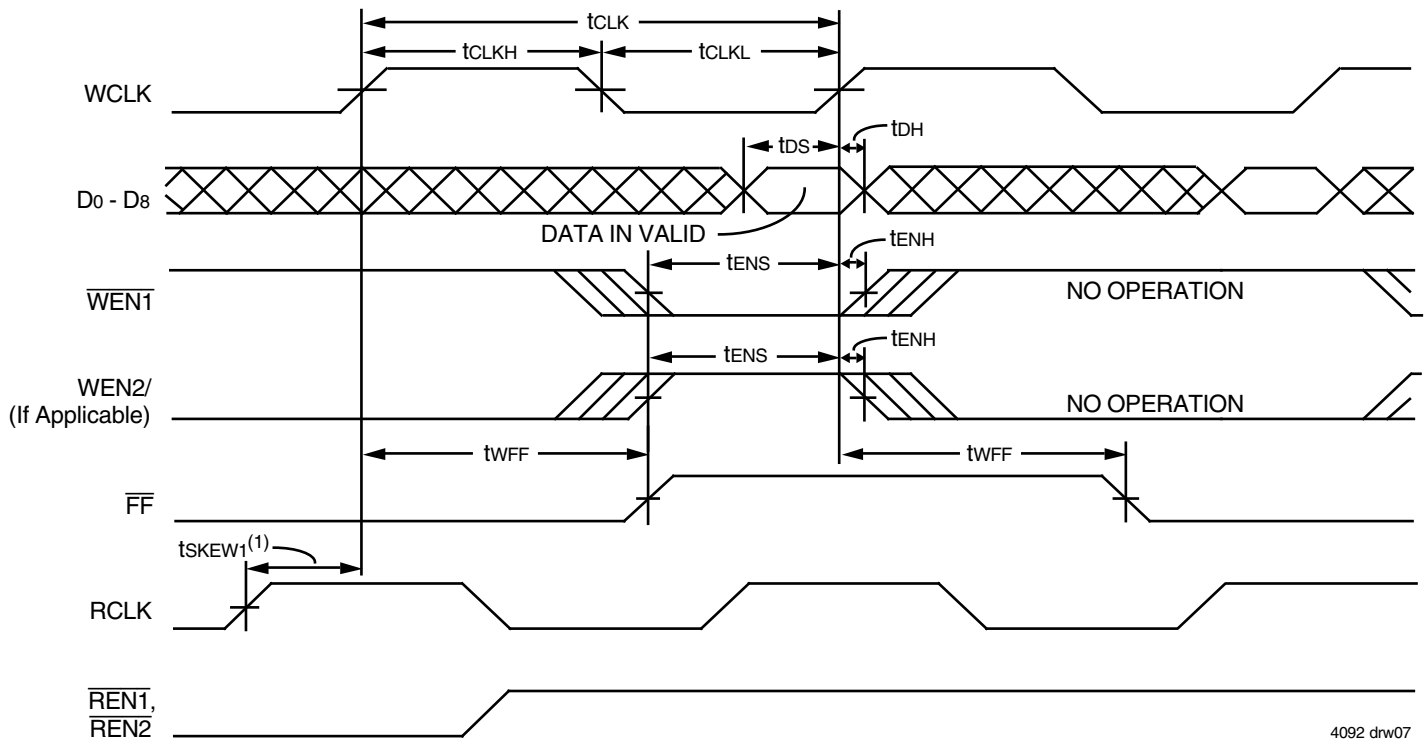 tCLK
tCLKH
tCLKL
WCLK
tDS
tDH
D0 - D8
DATA IN VALID
tENS
tENH
WEN1
NO OPERATION
tENS
tENH
WEN2/
(If Applicable)
NO OPERATION
tWFF
tWFF
FF
tSKEW1(1)
RCLK
REN1,
REN2
4092 drw07